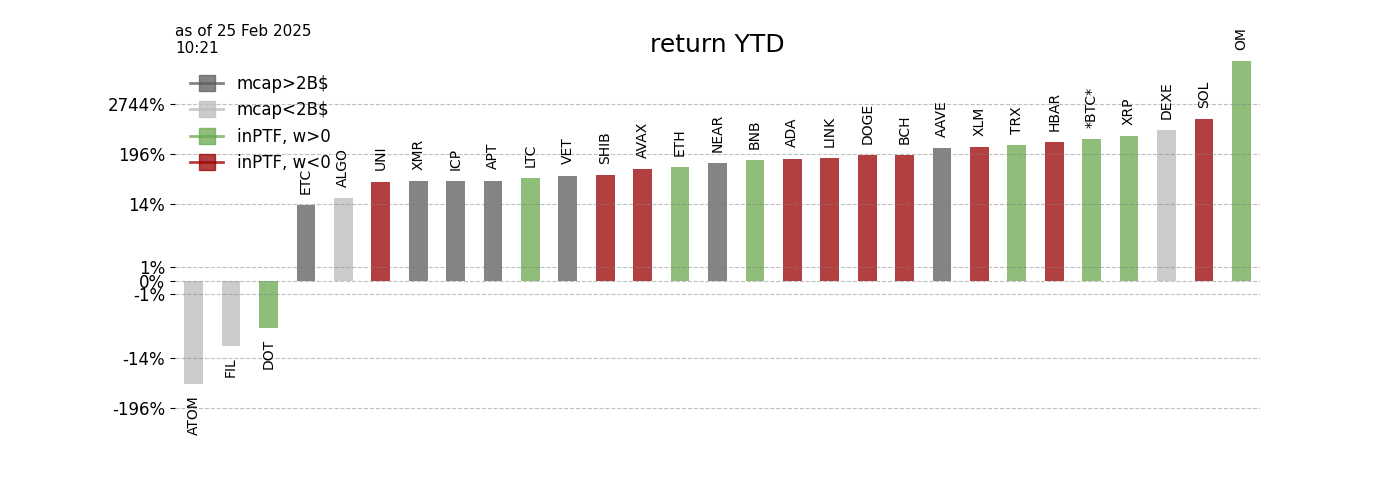 as of 25 Feb 2025
10:21
return YTD
mcap>2B$
mcap<2B$
inPTF, w>0
inPTF, w<0
2744%
196%
14%
1%
0%
-1%
-14%
-196%
ATOM
FIL
DOT
ETC
ALGO
UNI
XMR
ICP
APT
LTC
VET
SHIB
AVAX
ETH
NEAR
BNB
ADA
LINK
DOGE
BCH
AAVE
XLM
TRX
HBAR
*BTC*
XRP
DEXE
SOL
OM